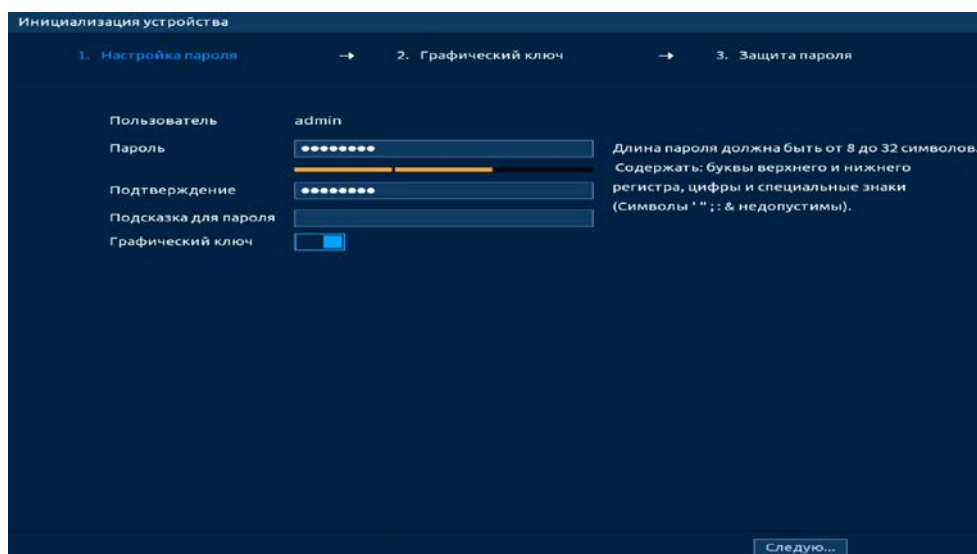 Инициализация устройства
1. Настройка пароля → 2. Графический ключ → 3. Защита пароля
Пользователь admin
Пароль ●●●●●●●● Длина пароля должна быть от 8 до 32 символов.
Содержать: буквы верхнего и нижнего
Подтверждение ●●●●●●●● регистра, цифры и специальные знаки
(Символы ' " ; : & недопустимы).
Подсказка для пароля
Графический ключ
Следую...